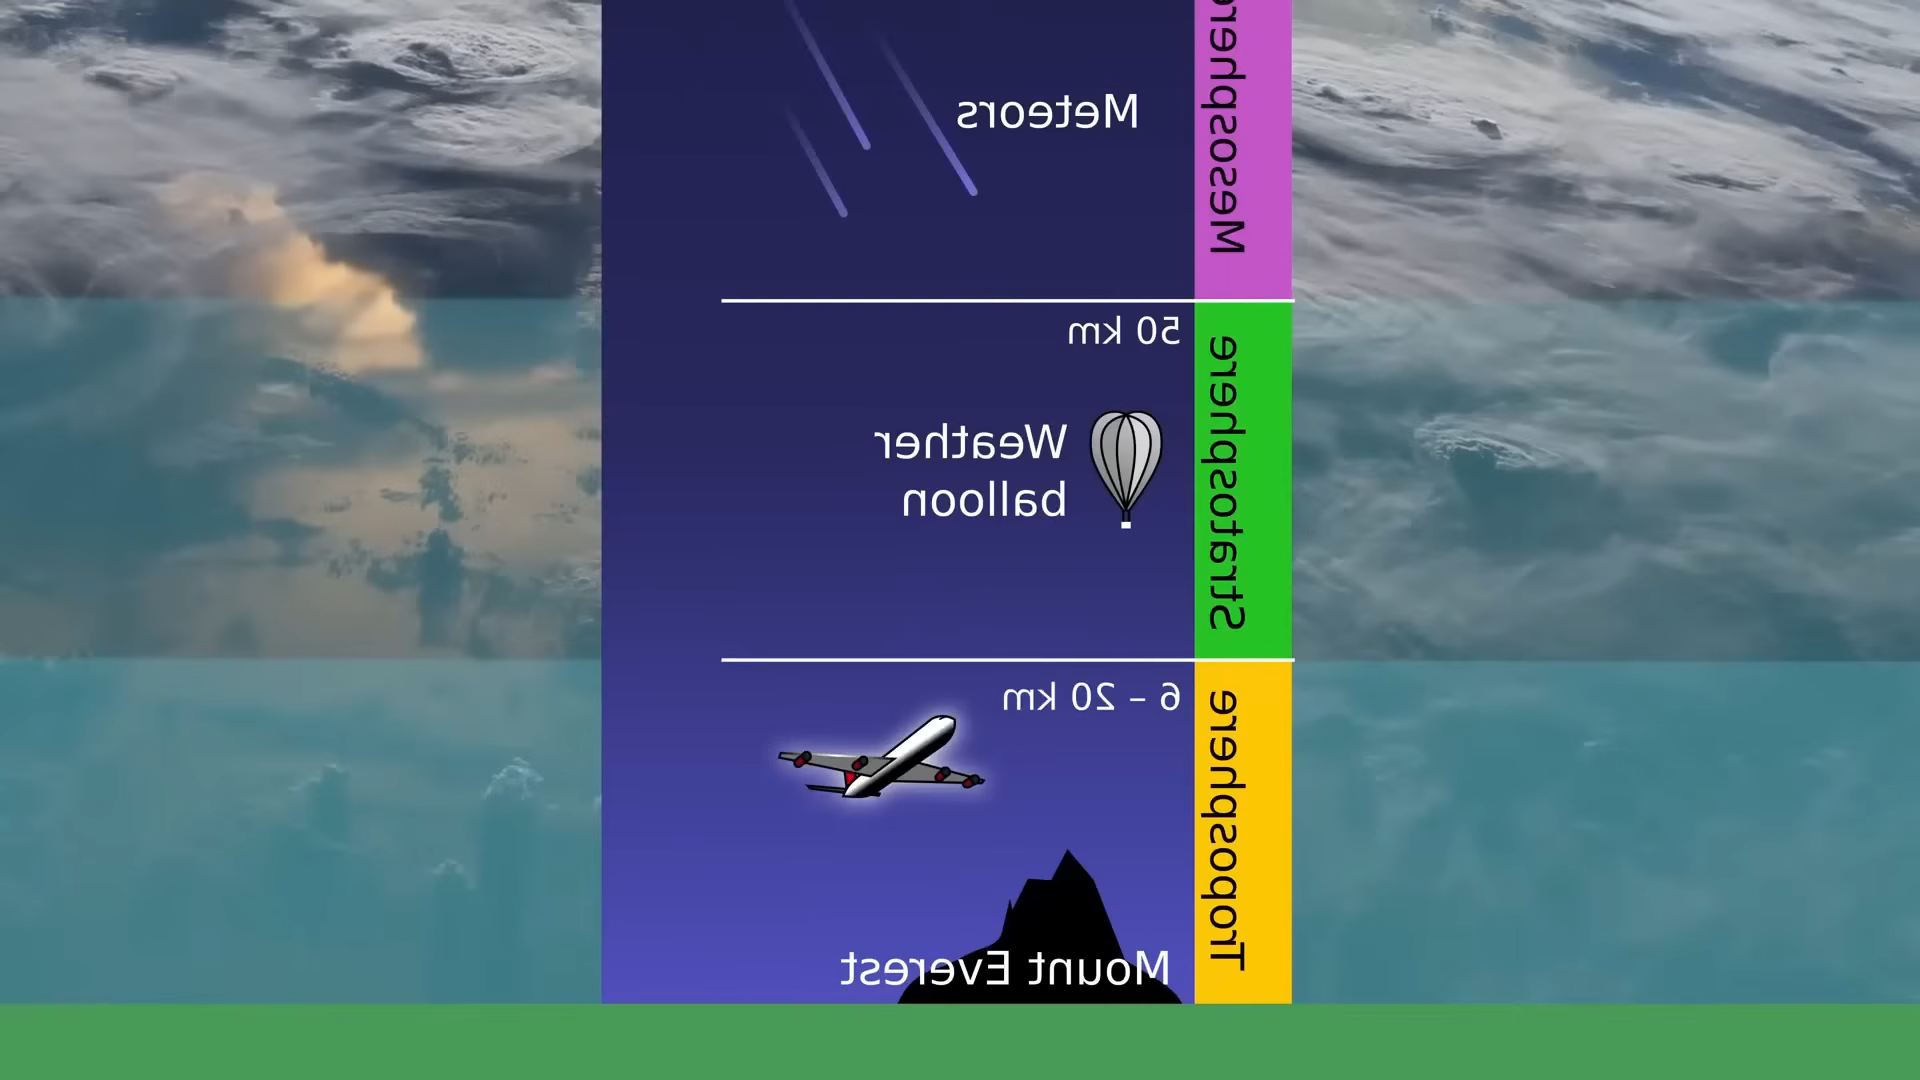 Meteors
Mesosphere
50 km
Weather
balloon
Stratosphere
6 – 20 km
Troposphere
Mount Everest